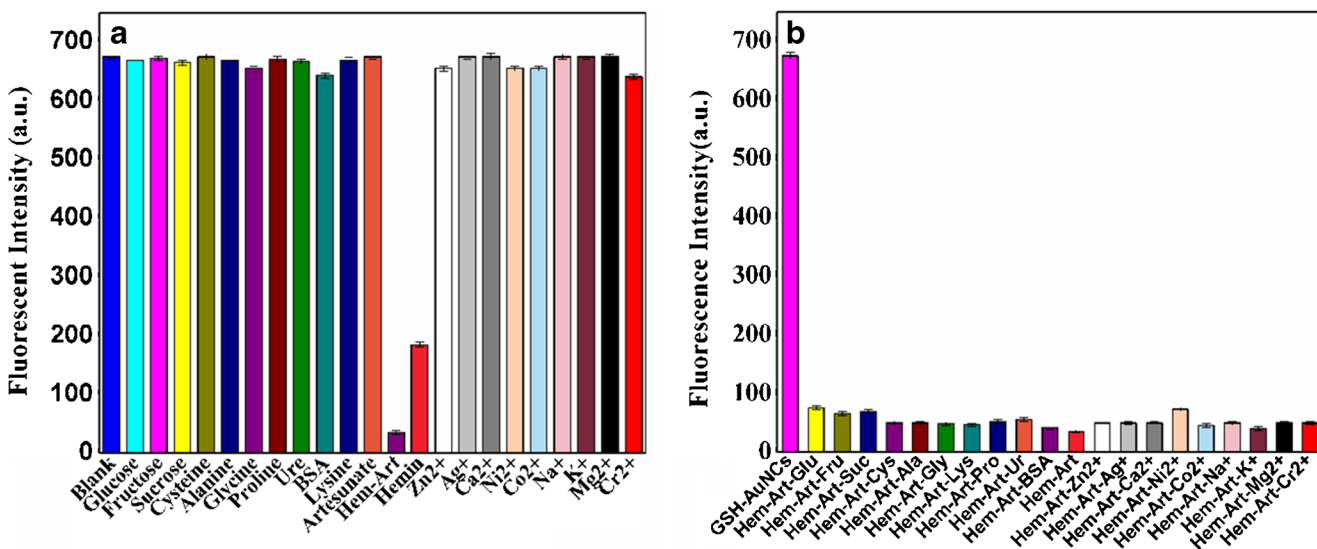 a
Fluorescent Intensity (a.u.)
700
600
500
400
300
200
100
0
Blank
Glucose
Fructose
Sucrose
Cysteine
Alanine
Glycine
Proline
Ure
BSA
Lysine
Artesunate
Hem-Arf
Hemin
Zn2+
Ag+
Ca2+
Ni2+
Co2+
Na+
K+
Mg2+
Cr2+
b
Fluorescence Intensity(a.u.)
700
600
500
400
300
200
100
0
GSH-AuNCs
Hem-Art-Glu
Hem-Art-Fru
Hem-Art-Suc
Hem-Art-Cys
Hem-Art-Ala
Hem-Art-Gly
Hem-Art-Lys
Hem-Art-Pro
Hem-Art-Ur
Hem-Art-BSA
Hem-Art
Hem-Art-Zn2+
Hem-Art-Ag+
Hem-Art-Ca2+
Hem-Art-Ni2+
Hem-Art-Co2+
Hem-Art-Na+
Hem-Art-K+
Hem-Art-Mg2+
Hem-Art-Cr2+